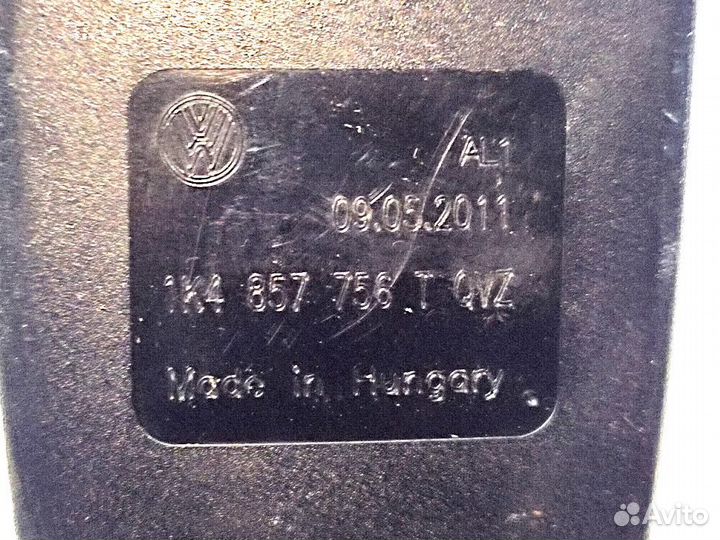 AL1
09.05.2011
1K4 857 756 T QVZ
Made in Hungary
Avito